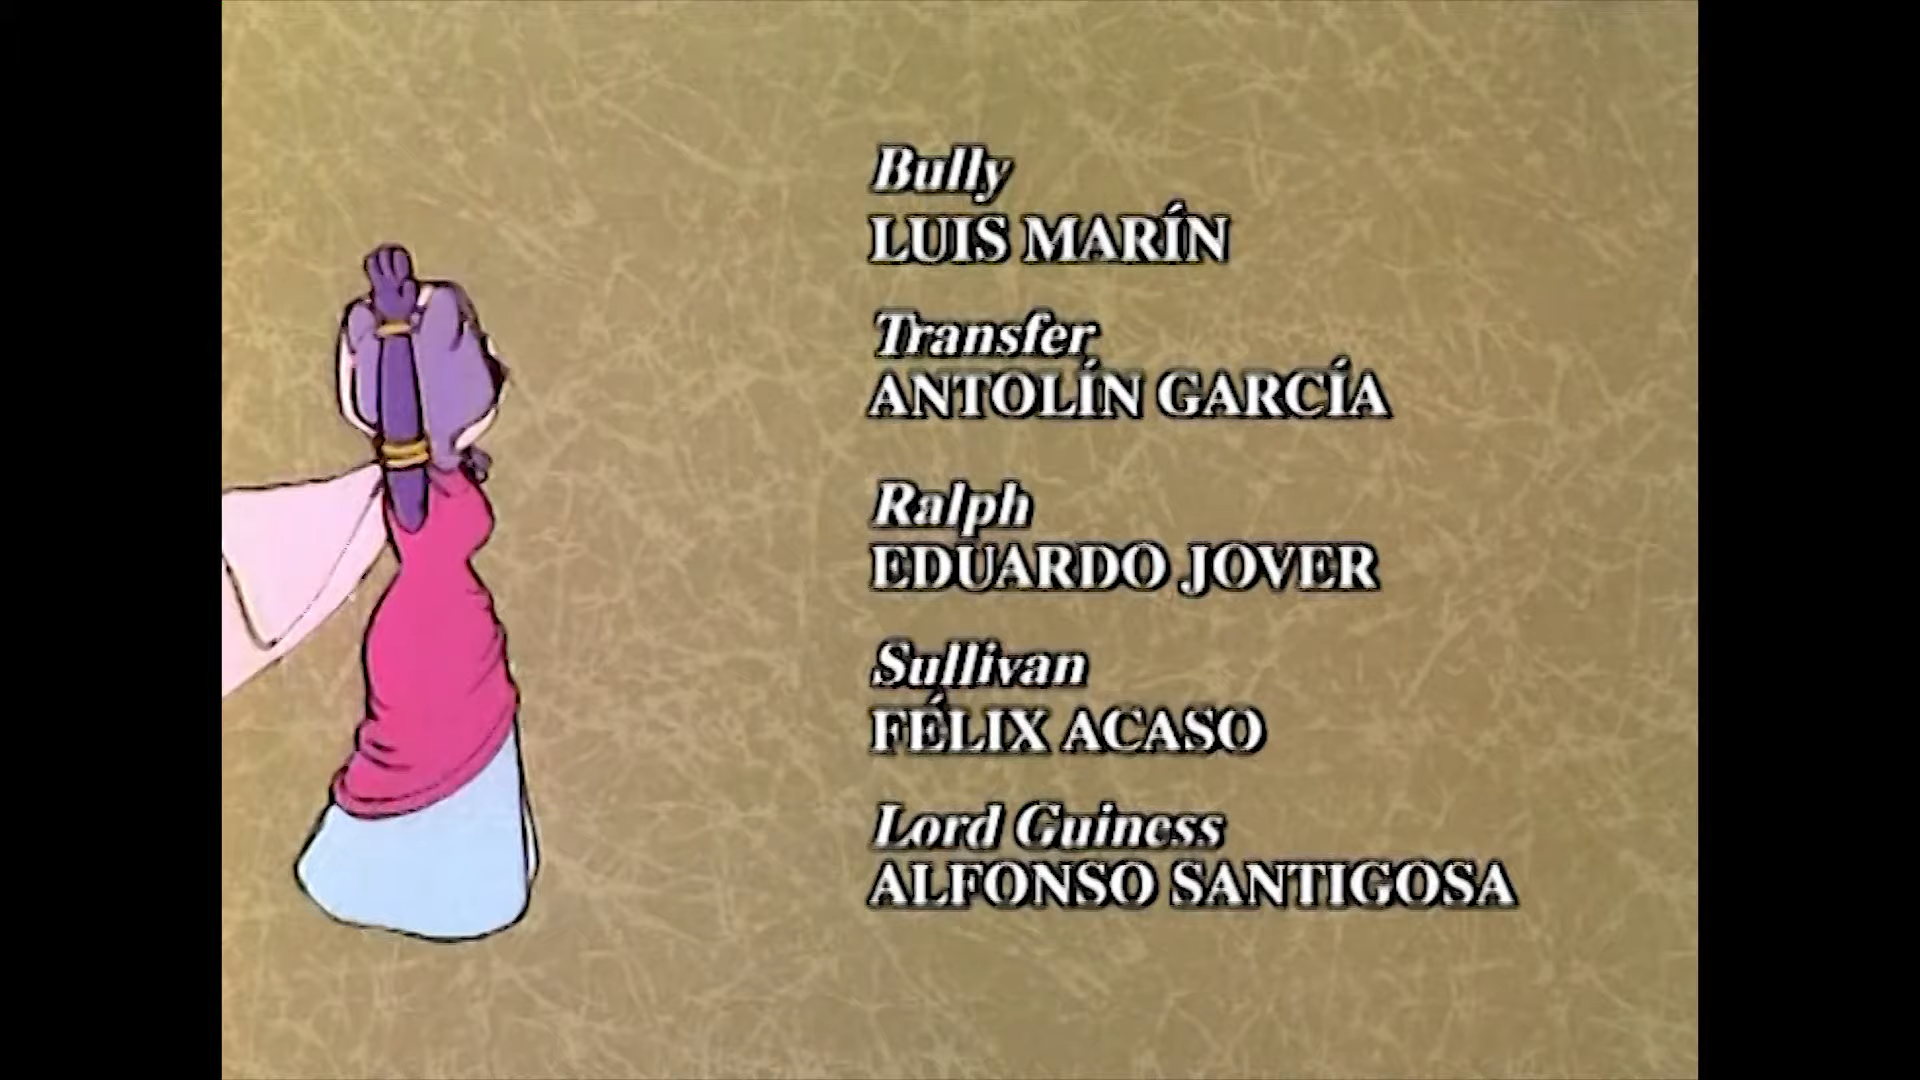 Bully
LUIS MARÍN
Transfer
ANTOLÍN GARCÍA
Ralph
EDUARDO JOVER
Sullivan
FÉLIX ACASO
Lord Guiness
ALFONSO SANTIGOSA